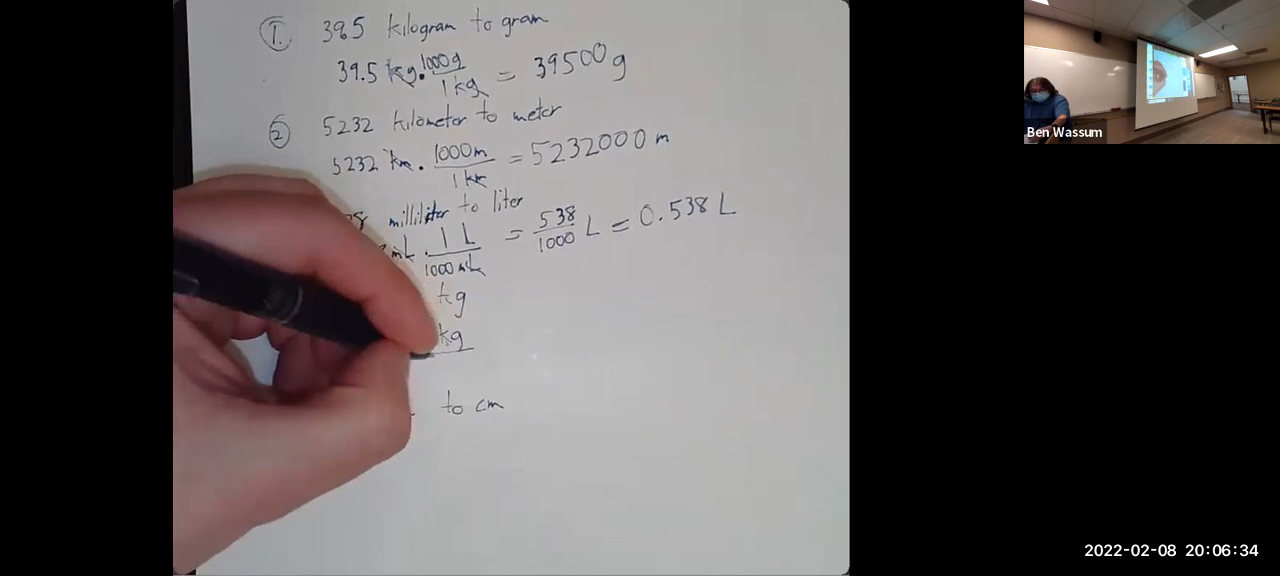 1. 39.5 kilogram to gram
39.5 kg · 1000g / 1 kg = 39500 g
2 5232 kilometer to meter
5232 km · 1000m / 1 km = 5232000 m
milliliter to liter
mL · 1 L / 1000 mL = 538 / 1000 L = 0.538 L
kg
kg
to cm
Ben Wassum
2022-02-08 20:06:34